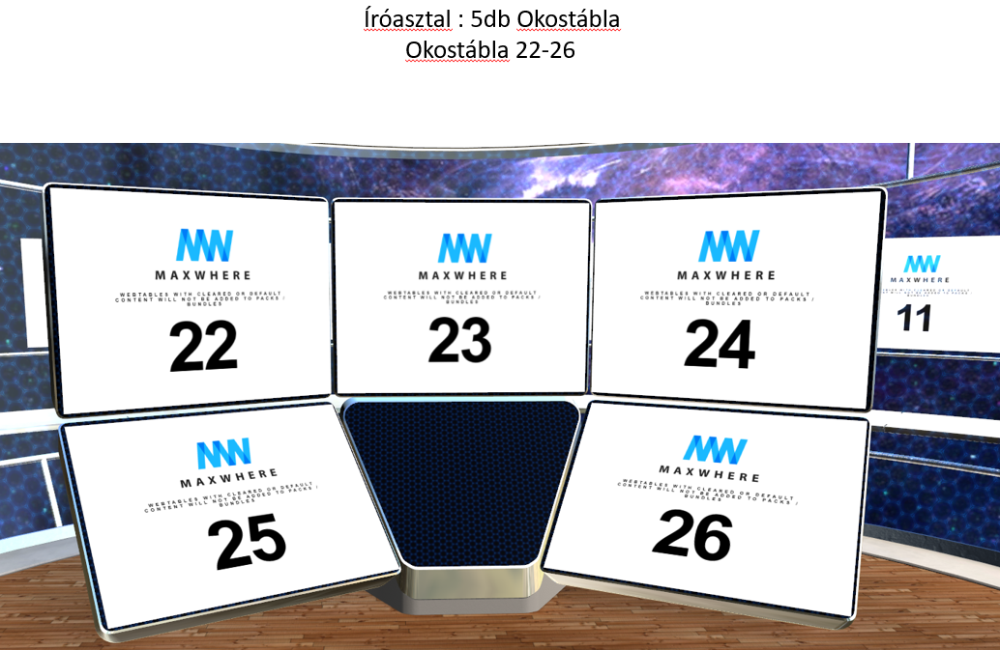 Íróasztal : 5db Okostábla
Okostábla 22-26
MAXWHERE
WEBTABLES WITH CLEARED OR DEFAULT
CONTENT WILL NOT BE ADDED TO PACKS /
BUNDLES
22
MAXWHERE
WEBTABLES WITH CLEARED OR DEFAULT
CONTENT WILL NOT BE ADDED TO PACKS /
BUNDLES
23
MAXWHERE
WEBTABLES WITH CLEARED OR DEFAULT
CONTENT WILL NOT BE ADDED TO PACKS /
BUNDLES
24
MAXWHERE
11
MAXWHERE
WEBTABLES WITH CLEARED OR DEFAULT
CONTENT WILL NOT BE ADDED TO PACKS /
BUNDLES
25
MAXWHERE
WEBTABLES WITH CLEARED OR DEFAULT
CONTENT WILL NOT BE ADDED TO PACKS /
BUNDLES
26